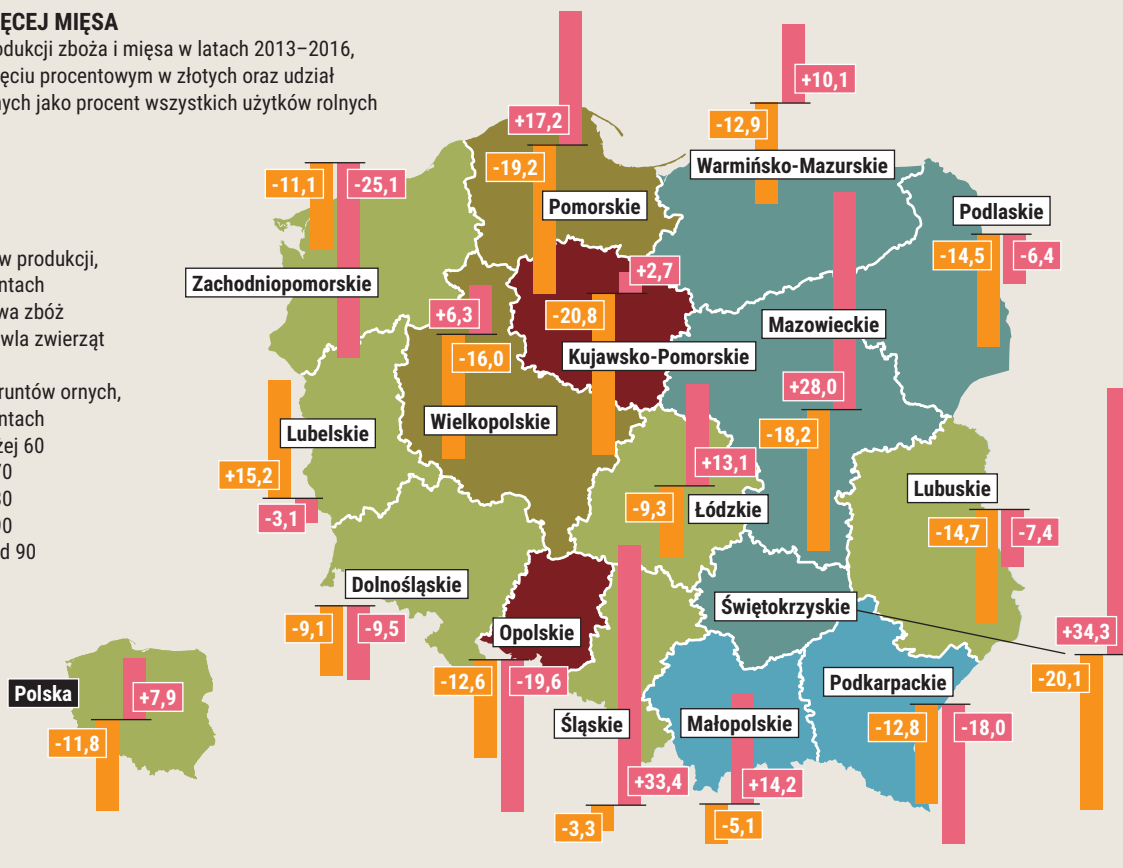 ĘCEJ MIĘSA
odukcji zboża i mięsa w latach 2013–2016,
ęciu procentowym w złotych oraz udział
nych jako procent wszystkich użytków rolnych
w produkcji,
ntach
wa zbóż
wla zwierząt
runtów ornych,
ntach
żej 60
70
80
90
d 90
+17,2
-19,2
Pomorskie
+10,1
-12,9
Warmińsko-Mazurskie
-11,1
-25,1
Zachodniopomorskie
Podlaskie
-14,5
-6,4
+2,7
-20,8
Kujawsko-Pomorskie
+6,3
-16,0
Wielkopolskie
Mazowieckie
+28,0
-18,2
Lubelskie
+15,2
-3,1
+13,1
-9,3
Łódzkie
Lubuskie
-14,7
-7,4
Dolnośląskie
-9,1
-9,5
Opolskie
-12,6
-19,6
Świętokrzyskie
+34,3
-20,1
Śląskie
+33,4
-3,3
Małopolskie
+14,2
-5,1
Podkarpackie
-12,8
-18,0
Polska
+7,9
-11,8